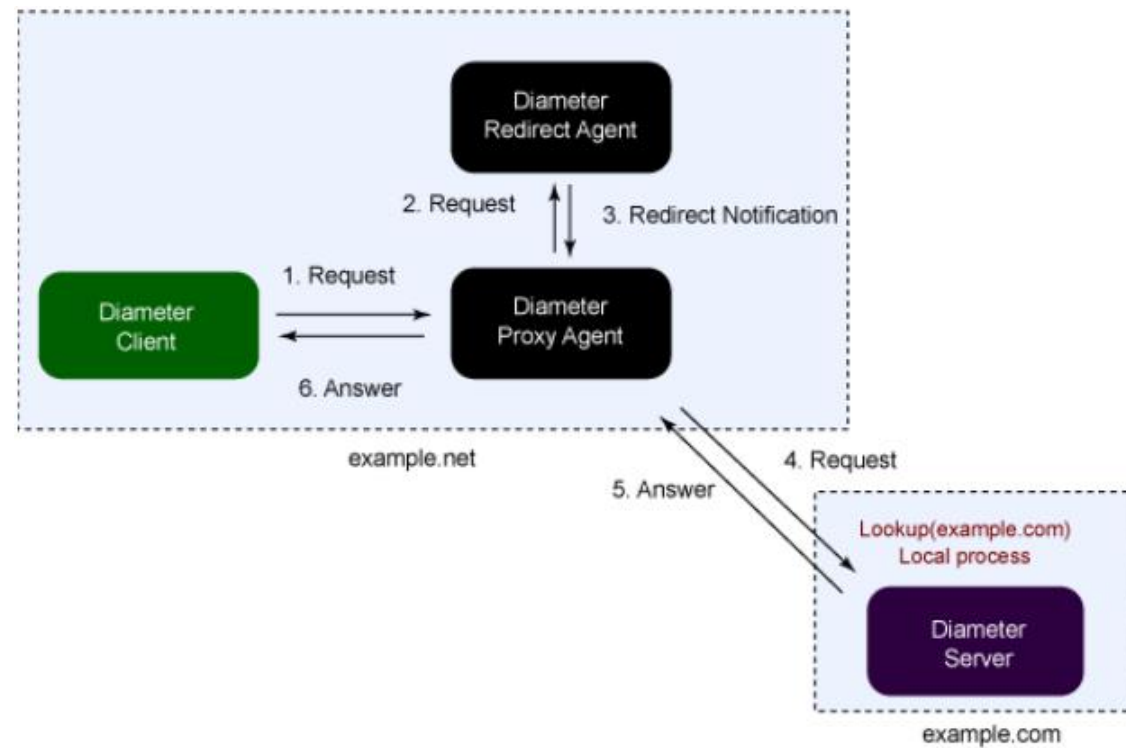 Diameter
Redirect Agent
2. Request
3. Redirect Notification
1. Request
Diameter
Client
Diameter
Proxy Agent
6. Answer
example.net
4. Request
5. Answer
Lookup(example.com)
Local process
Diameter
Server
example.com